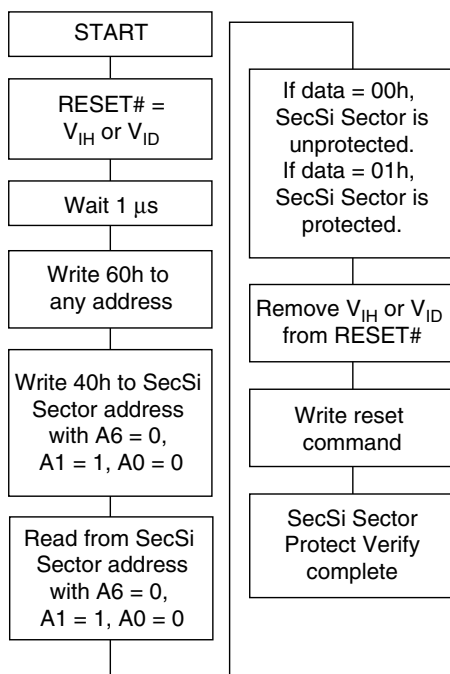 START
RESET# =
V_IH or V_ID
Wait 1 μs
Write 60h to
any address
Write 40h to SecSi
Sector address
with A6 = 0,
A1 = 1, A0 = 0
Read from SecSi
Sector address
with A6 = 0,
A1 = 1, A0 = 0
If data = 00h,
SecSi Sector is
unprotected.
If data = 01h,
SecSi Sector is
protected.
Remove V_IH or V_ID
from RESET#
Write reset
command
SecSi Sector
Protect Verify
complete